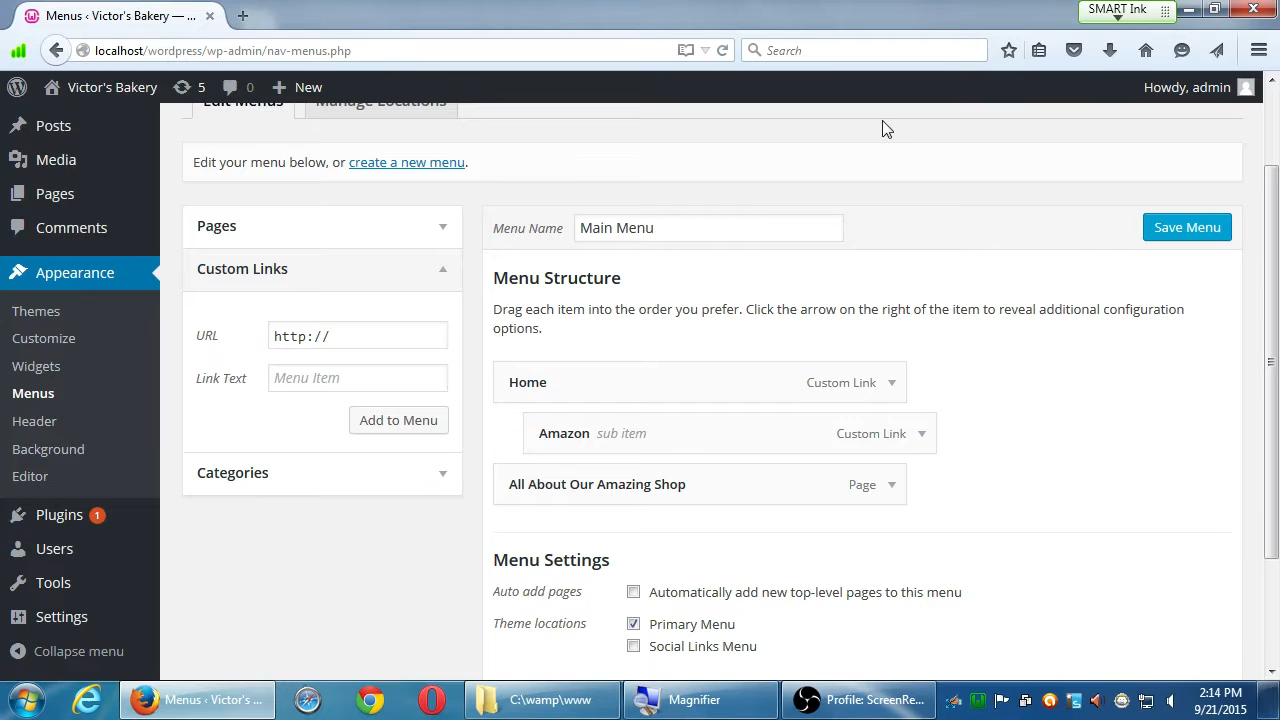 Menus ‹ Victor's Bakery — ...
SMART Ink
localhost/wordpress/wp-admin/nav-menus.php
Search
Victor's Bakery
5
0
New
Howdy, admin
Edit Menus
Manage Locations
Posts
Media
Pages
Comments
Appearance
Themes
Customize
Widgets
Menus
Header
Background
Editor
Plugins 1
Users
Tools
Settings
Collapse menu
Edit your menu below, or create a new menu.
Pages
Custom Links
URL
http://
Link Text
Menu Item
Add to Menu
Categories
Menu Name
Main Menu
Save Menu
Menu Structure
Drag each item into the order you prefer. Click the arrow on the right of the item to reveal additional configuration
options.
Home
Custom Link
Amazon sub item
Custom Link
All About Our Amazing Shop
Page
Menu Settings
Auto add pages
Automatically add new top-level pages to this menu
Theme locations
Primary Menu
Social Links Menu
Menus ‹ Victor's ...
C:\wamp\www
Magnifier
Profile: ScreenRe...
2:14 PM
9/21/2015